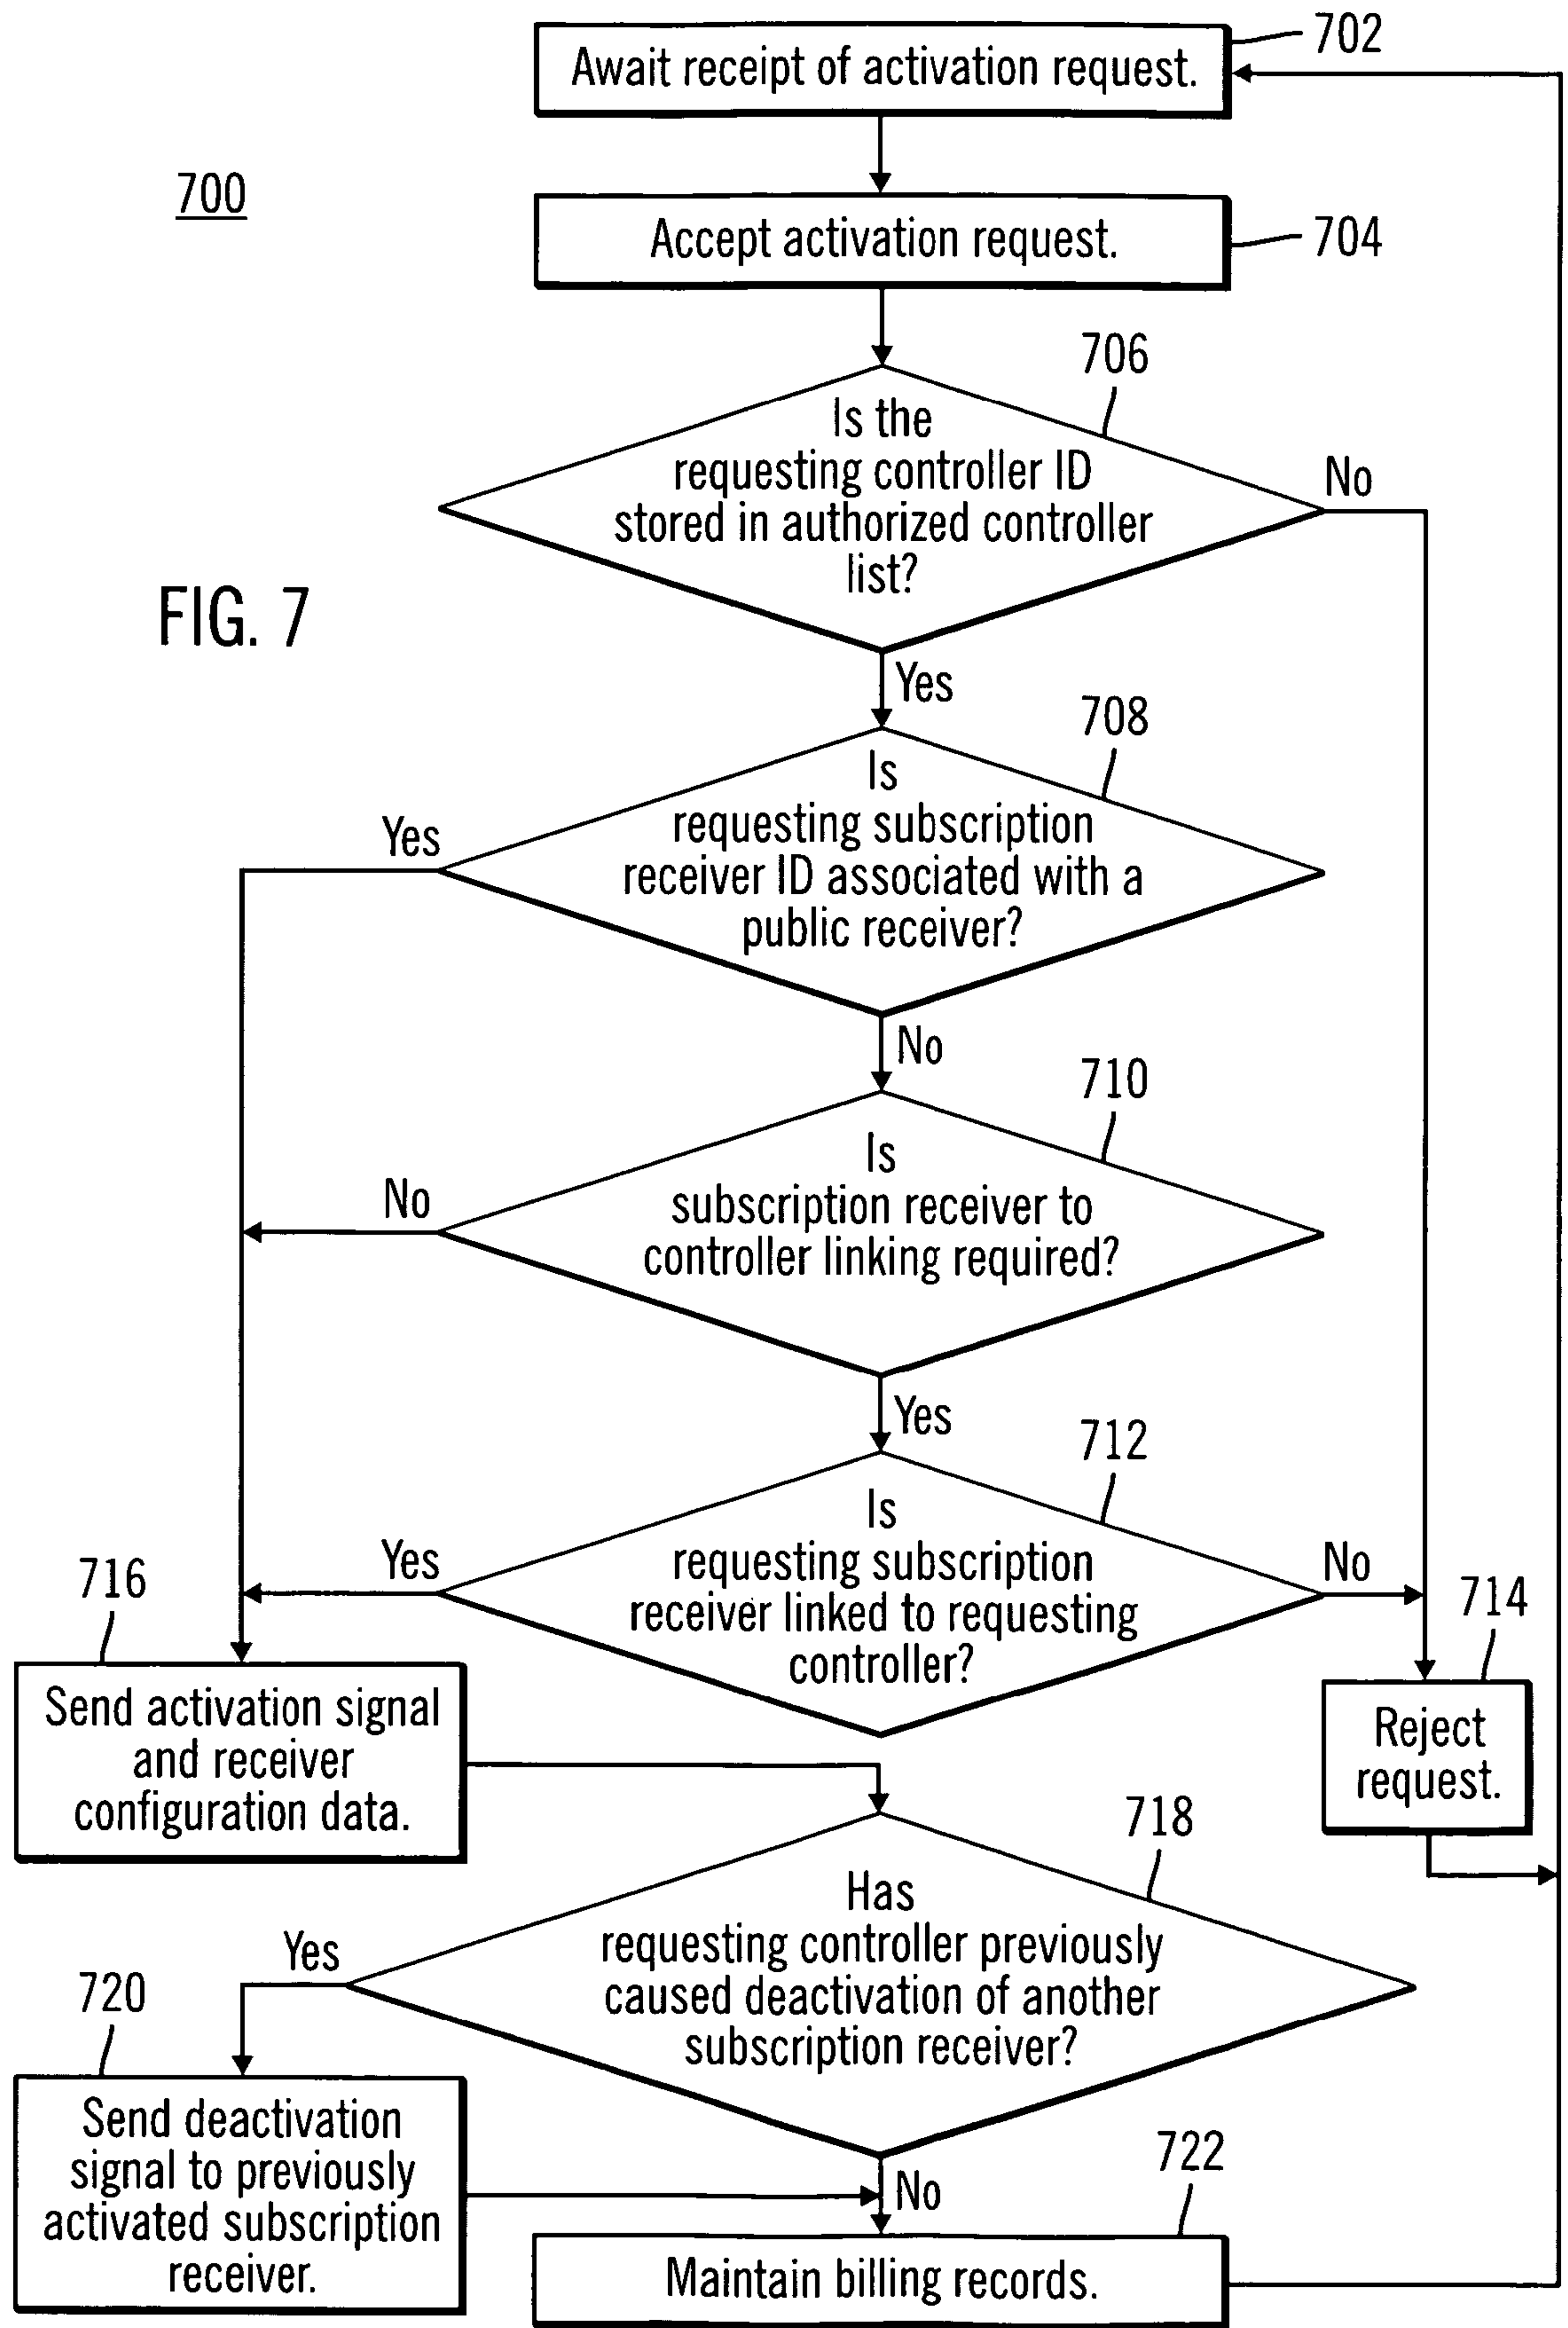 702
Await receipt of activation request.
700
Accept activation request.
704
706
Is the
requesting controller ID
stored in authorized controller
list?
No
FIG. 7
Yes
708
Is
requesting subscription
receiver ID associated with a
public receiver?
Yes
No
710
Is
subscription receiver to
controller linking required?
No
Yes
712
Is
requesting subscription
receiver linked to requesting
controller?
Yes
No
716
714
Send activation signal
and receiver
configuration data.
Reject
request.
718
Has
requesting controller previously
caused deactivation of another
subscription receiver?
Yes
720
Send deactivation
signal to previously
activated subscription
receiver.
No
722
Maintain billing records.